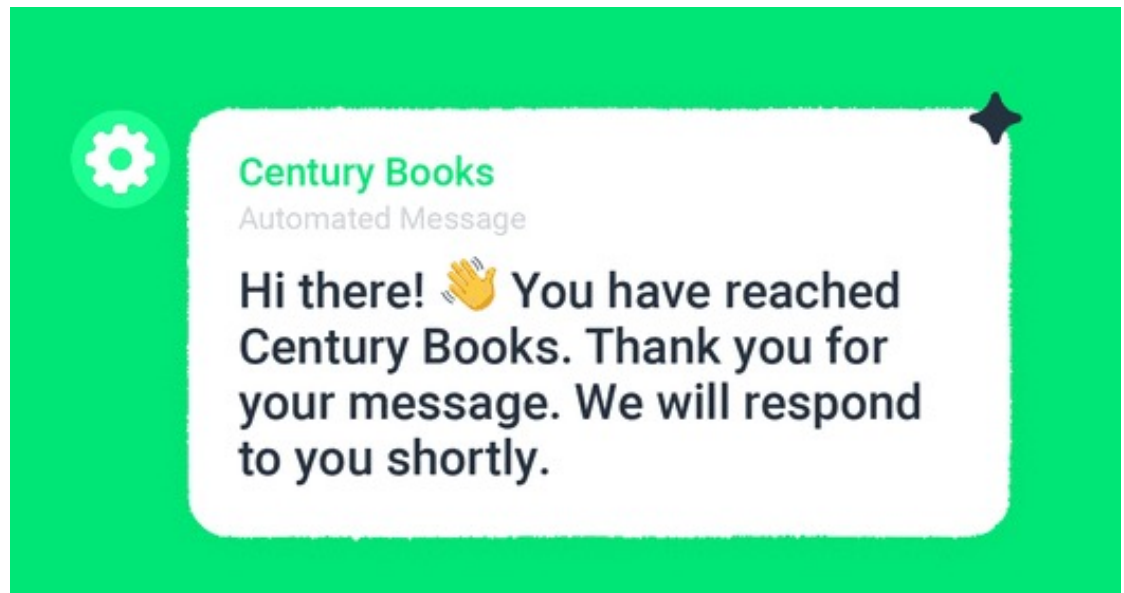 Century Books
Automated Message
Hi there! 👋 You have reached
Century Books. Thank you for
your message. We will respond
to you shortly.